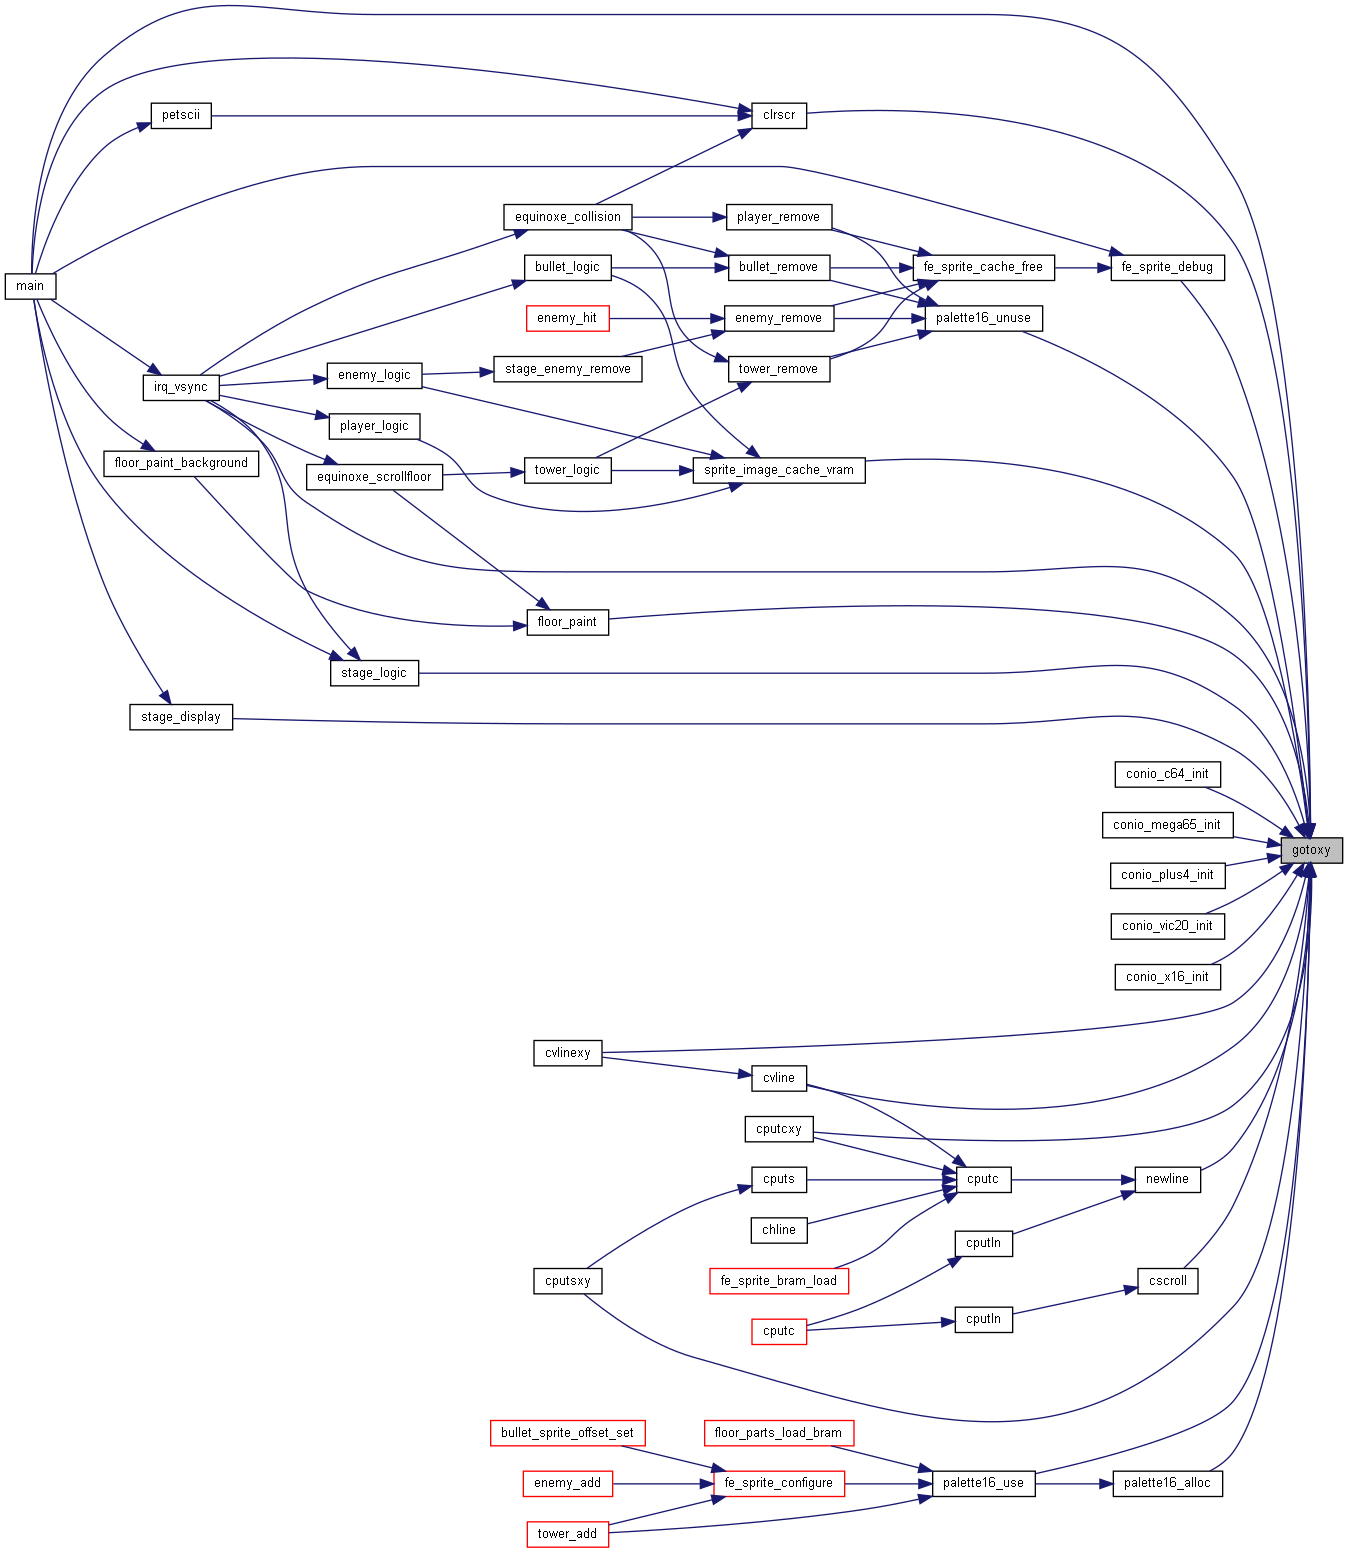 petscii
clrscr
equinoxe_collision
player_remove
main
bullet_logic
bullet_remove
fe_sprite_cache_free
fe_sprite_debug
enemy_hit
enemy_remove
palette16_unuse
irq_vsync
enemy_logic
stage_enemy_remove
tower_remove
player_logic
floor_paint_background
equinoxe_scrollfloor
tower_logic
sprite_image_cache_vram
floor_paint
stage_logic
stage_display
conio_c64_init
conio_mega65_init
gotoxy
conio_plus4_init
conio_vic20_init
conio_x16_init
cvlinexy
cvline
cputcxy
cputs
cputc
newline
chline
cputln
cputsxy
fe_sprite_bram_load
cscroll
cputc
cputln
bullet_sprite_offset_set
floor_parts_load_bram
enemy_add
fe_sprite_configure
palette16_use
palette16_alloc
tower_add